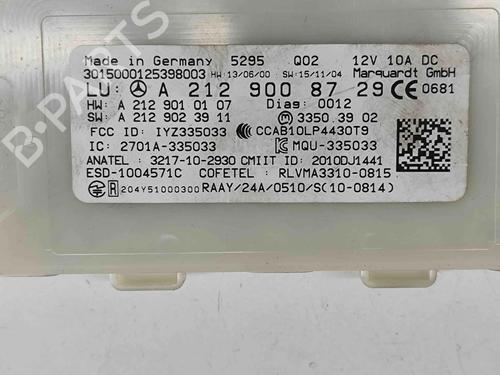 B-PARTS
Made in Germany 5295 Q02 12V 10A DC
3015000125398003 HW:13/06/00 SW:15/11/04 Marquardt GmbH
LU: A 212 900 87 29 CE 0681
HW: A 212 901 01 07 Diag: 0012
SW: A 212 902 39 11 3350.39 02
FCC ID: IYZ335033 CCAB10LP4430T9
IC: 2701A-335033 MQU-335033
ANATEL: 3217-10-2930 CMIIT ID: 2010DJ1441
ESD-1004571C COFETEL: RLVMA3310-0815
R 204Y51000300 RAAY/24A/0510/S(10-0814)